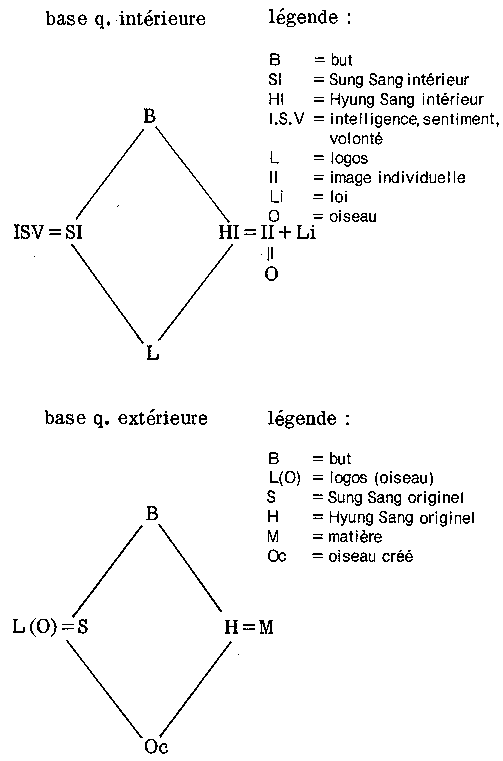 base q. intérieure
légende :
B = but
SI = Sung Sang intérieur
HI = Hyung Sang intérieur
I.S.V = intelligence, sentiment,
volonté
L = logos
II = image individuelle
Li = loi
O = oiseau
B
ISV = SI
HI = II + Li
=
O
L
base q. extérieure
légende :
B = but
L(O) = logos (oiseau)
S = Sung Sang originel
H = Hyung Sang originel
M = matière
Oc = oiseau créé
B
L (O) = S
H = M
Oc